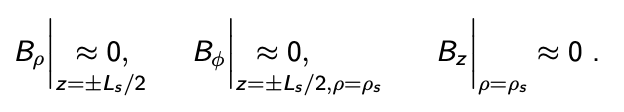 B_ρ|_{z=±L_s/2} ≈ 0, B_ϕ|_{z=±L_s/2,ρ=ρ_s} ≈ 0, B_z|_{ρ=ρ_s} ≈ 0 .